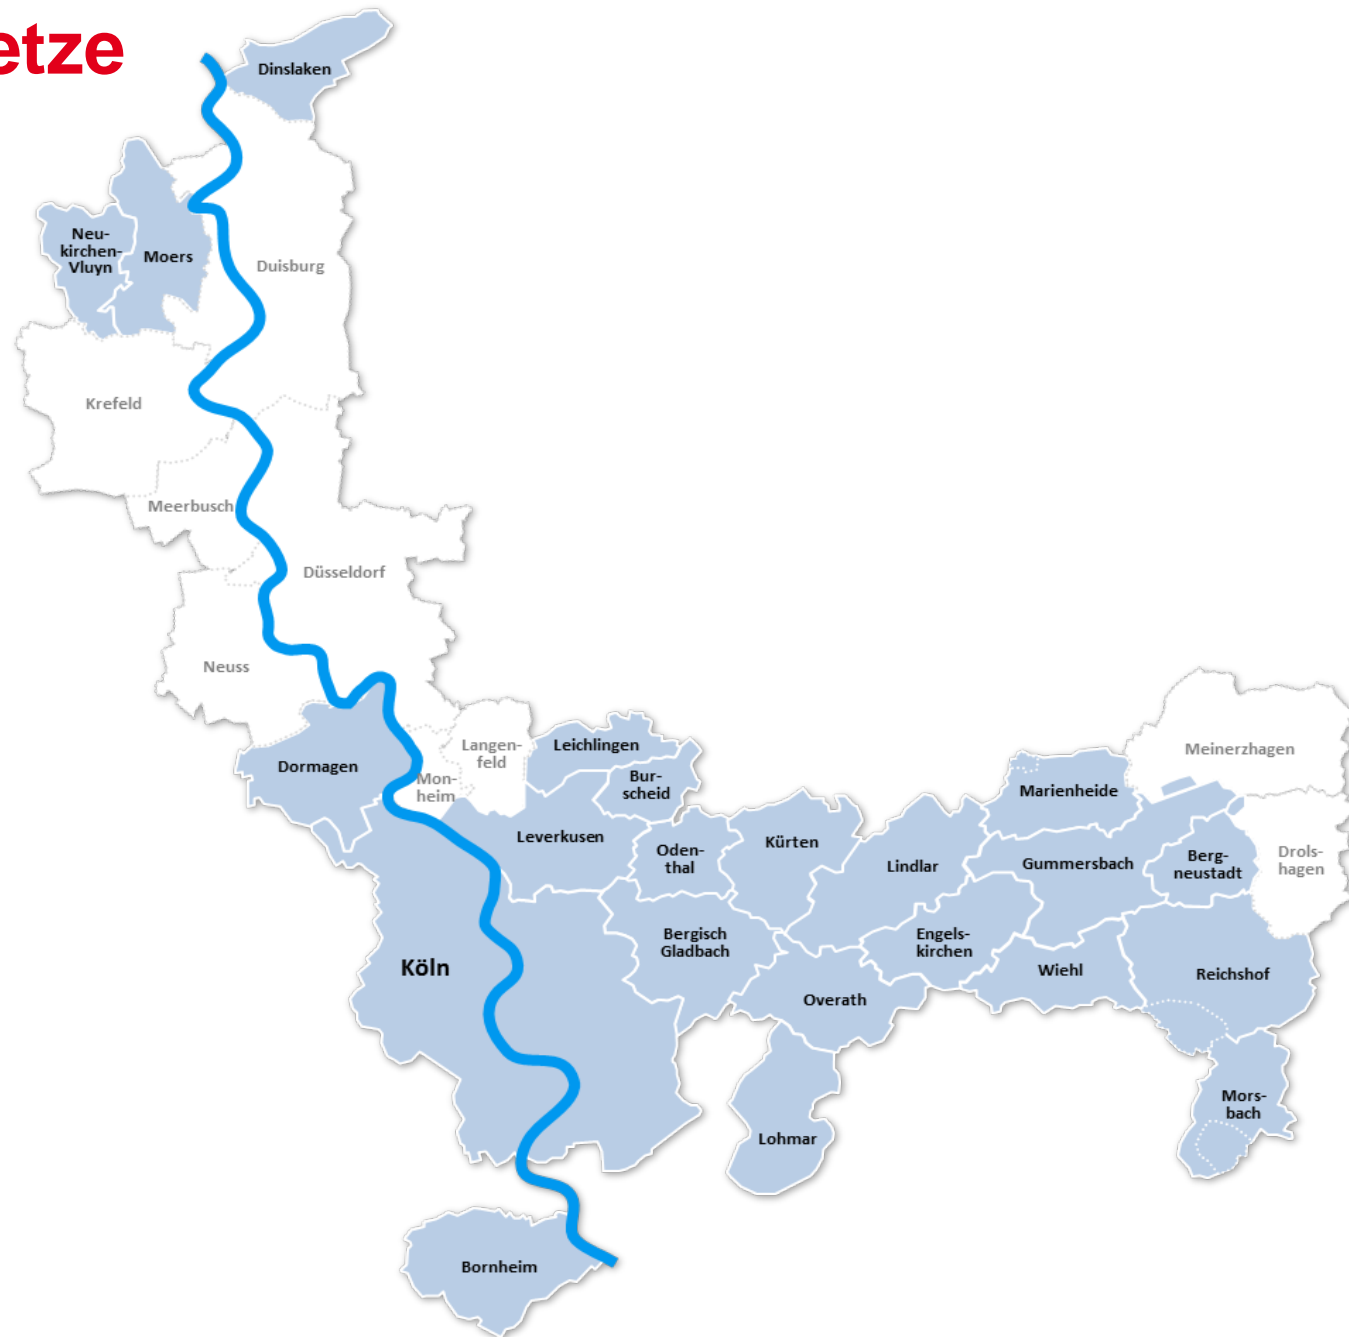 etze
Dinslaken
Neu-
kirchen-
Vluyn
Moers
Duisburg
Krefeld
Meerbusch
Düsseldorf
Neuss
Dormagen
Langen-
feld
Mon-
heim
Leichlingen
Bur-
scheid
Leverkusen
Oden-
thal
Kürten
Lindlar
Marienheide
Meinerzhagen
Gummersbach
Berg-
neustadt
Drols-
hagen
Köln
Bergisch
Gladbach
Engels-
kirchen
Wiehl
Reichshof
Overath
Lohmar
Mors-
bach
Bornheim